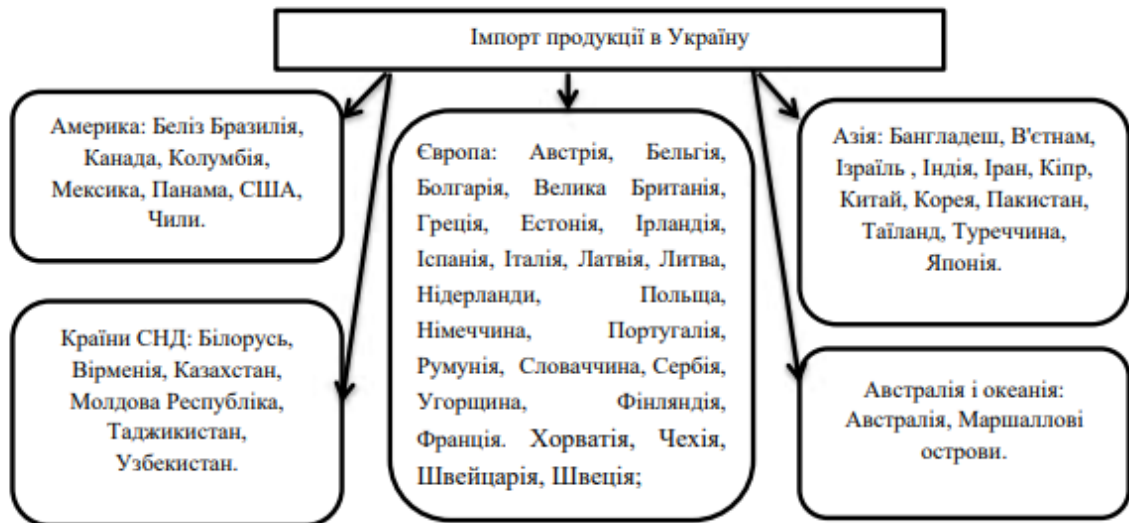 Імпорт продукції в Україну
Америка: Беліз Бразилія,
Канада, Колумбія,
Мексика, Панама, США,
Чили.
Країни СНД: Білорусь,
Вірменія, Казахстан,
Молдова Республіка,
Таджикистан,
Узбекистан.
Європа: Австрія, Бельгія,
Болгарія, Велика Британія,
Греція, Естонія, Ірландія,
Іспанія, Італія, Латвія, Литва,
Нідерланди, Польща,
Німеччина, Португалія,
Румунія, Словаччина, Сербія,
Угорщина, Фінляндія,
Франція. Хорватія, Чехія,
Швейцарія, Швеція;
Азія: Бангладеш, В'єтнам,
Ізраїль , Індія, Іран, Кіпр,
Китай, Корея, Пакистан,
Таїланд, Туреччина,
Японія.
Австралія і океанія:
Австралія, Маршаллові
острови.